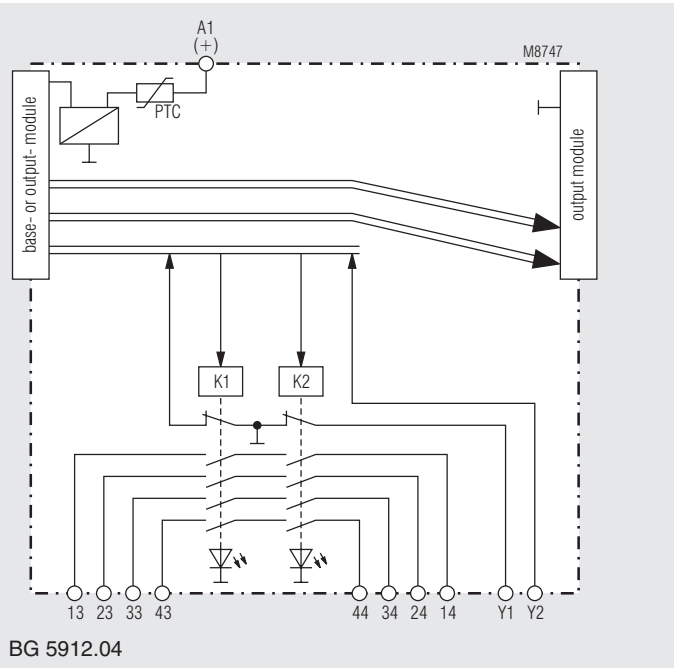 A1
(+)
M8747
PTC
base- or output- module
output module
K1
K2
13 23 33 43 44 34 24 14 Y1 Y2
BG 5912.04